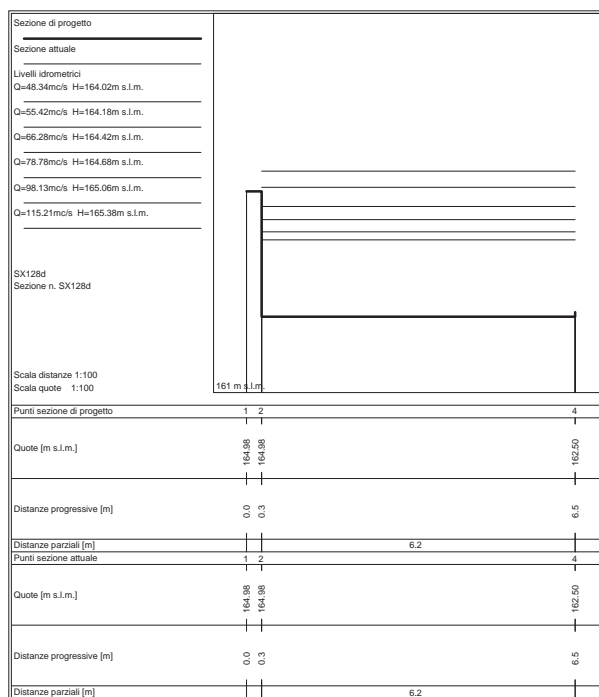 Sezione di progetto
Sezione attuale
Livelli idrometrici
Q=48.34mc/s H=164.02m s.l.m.
Q=55.42mc/s H=164.18m s.l.m.
Q=66.28mc/s H=164.42m s.l.m.
Q=78.78mc/s H=164.68m s.l.m.
Q=98.13mc/s H=165.06m s.l.m.
Q=115.21mc/s H=165.38m s.l.m.
SX128d
Sezione n. SX128d
Scala distanze 1:100
Scala quote 1:100
161 m s.l.m.
Punti sezione di progetto 1 2 4
Quote [m s.l.m.] 164.98 164.98 162.50
Distanze progressive [m] 0.0 0.3 6.5
Distanze parziali [m] 6.2
Punti sezione attuale 1 2 4
Quote [m s.l.m.] 164.98 164.98 162.50
Distanze progressive [m] 0.0 0.3 6.5
Distanze parziali [m] 6.2